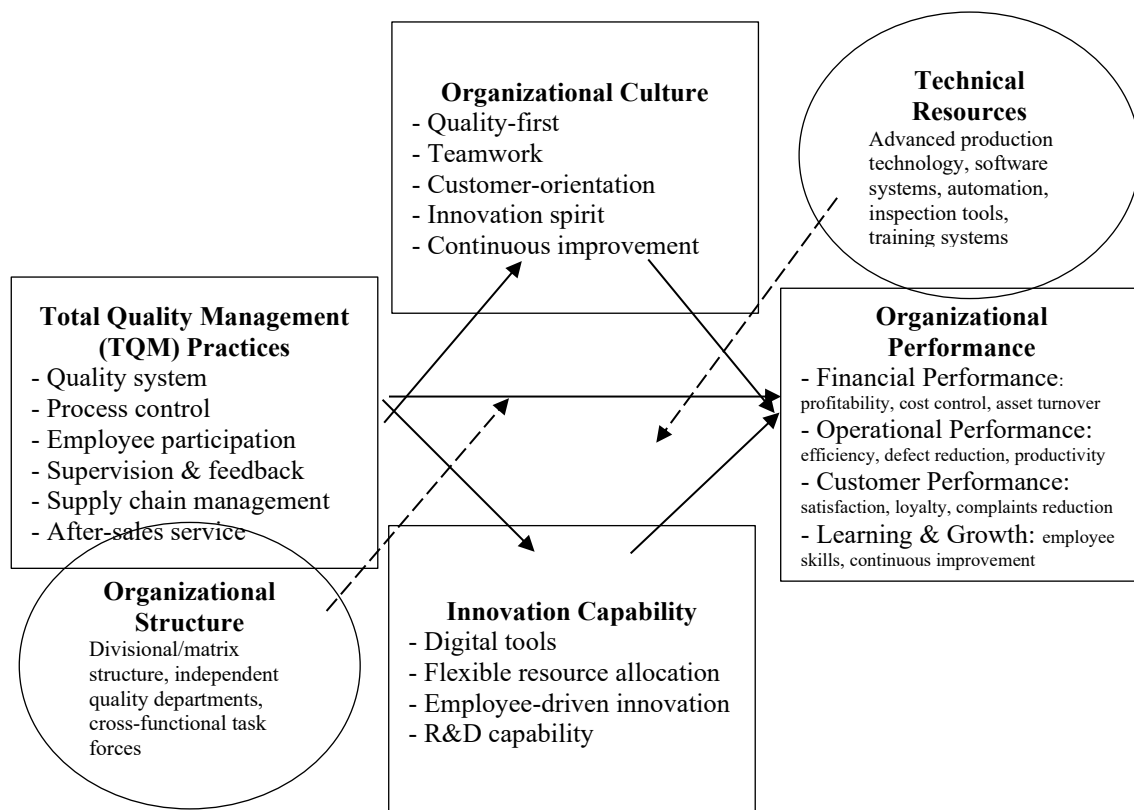 Organizational Culture
- Quality-first
- Teamwork
- Customer-orientation
- Innovation spirit
- Continuous improvement
Technical
Resources
Advanced production
technology, software
systems, automation,
inspection tools,
training systems
Total Quality Management
(TQM) Practices
- Quality system
- Process control
- Employee participation
- Supervision & feedback
- Supply chain management
- After-sales service
Organizational
Performance
- Financial Performance:
profitability, cost control, asset turnover
- Operational Performance:
efficiency, defect reduction, productivity
- Customer Performance:
satisfaction, loyalty, complaints reduction
- Learning & Growth: employee
skills, continuous improvement
Organizational
Structure
Divisional/matrix
structure, independent
quality departments,
cross-functional task
forces
Innovation Capability
- Digital tools
- Flexible resource allocation
- Employee-driven innovation
- R&D capability